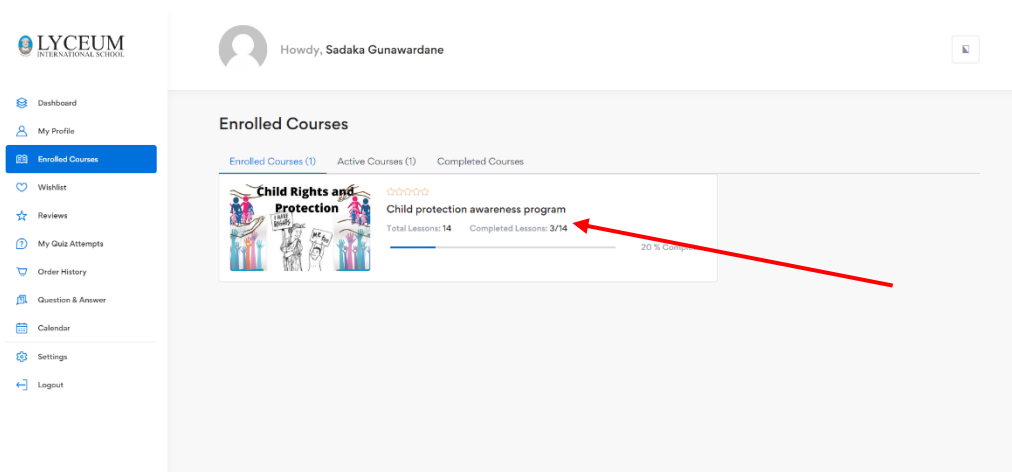 LYCEUM
INTERNATIONAL SCHOOL
Howdy, Sadaka Gunawardane
Dashboard
My Profile
Enrolled Courses
Wishlist
Reviews
My Quiz Attempts
Order History
Question & Answer
Calendar
Settings
Logout
Enrolled Courses
Enrolled Courses (1) Active Courses (1) Completed Courses
Child Rights and
Protection
I HAVE
RIGHTS
Child protection awareness program
Total Lessons: 14 Completed Lessons: 3/14
20 % Complete